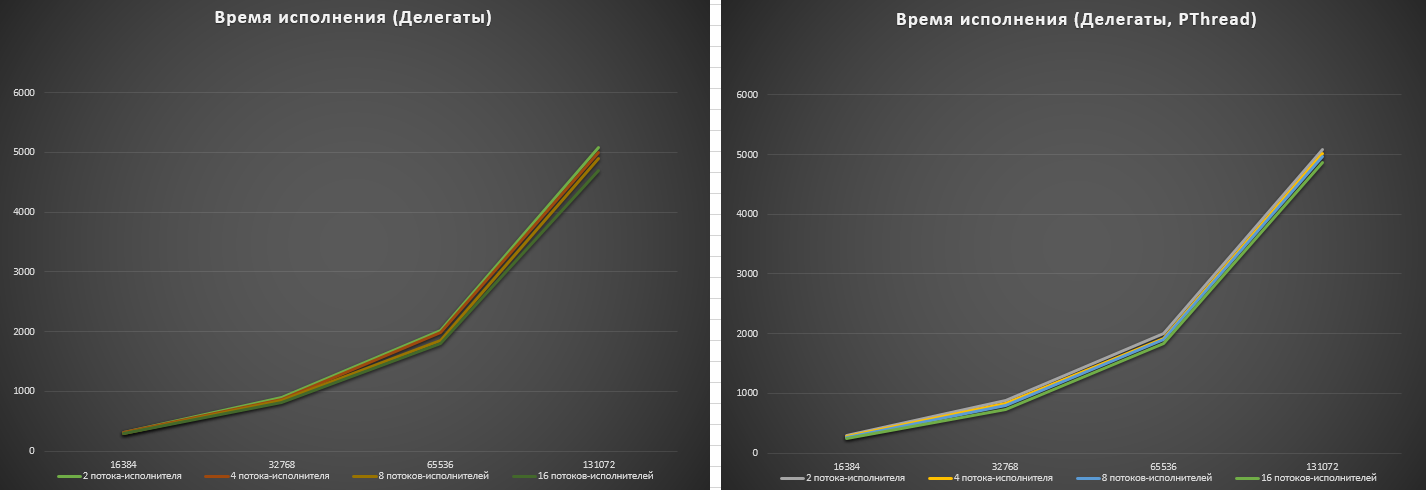 Время исполнения (Делегаты)
6000
5000
4000
3000
2000
1000
0
16384 32768 65536 131072
2 потока-исполнителя 4 потока-исполнителя 8 потоков-исполнителей 16 потоков-исполнителей
Время исполнения (Делегаты, PThread)
6000
5000
4000
3000
2000
1000
0
16384 32768 65536 131072
2 потока-исполнителя 4 потока-исполнителя 8 потоков-исполнителей 16 потоков-исполнителей